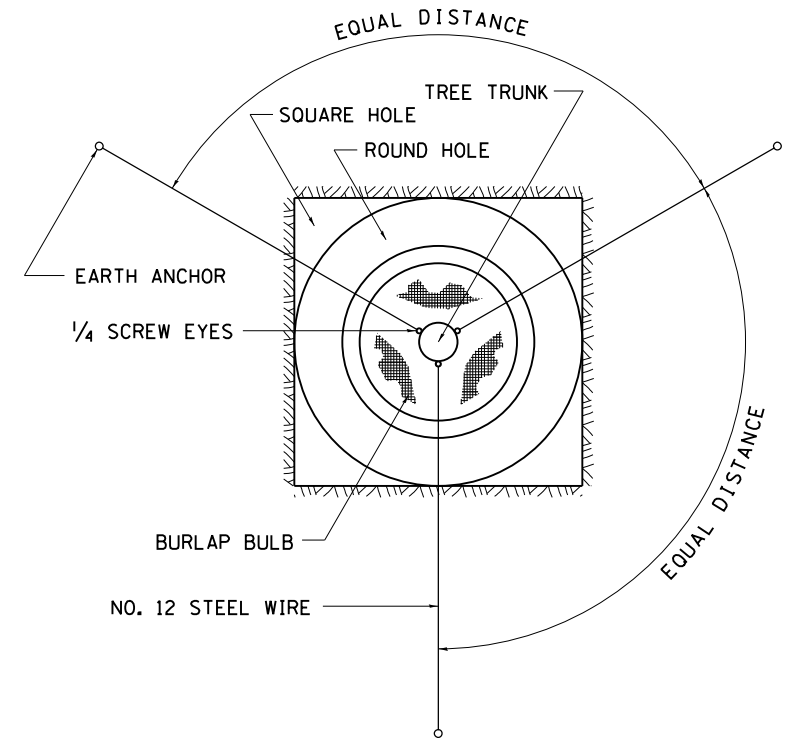 EQUAL DISTANCE
TREE TRUNK
SQUARE HOLE
ROUND HOLE
EARTH ANCHOR
1/4 SCREW EYES
EQUAL DISTANCE
BURLAP BULB
NO. 12 STEEL WIRE